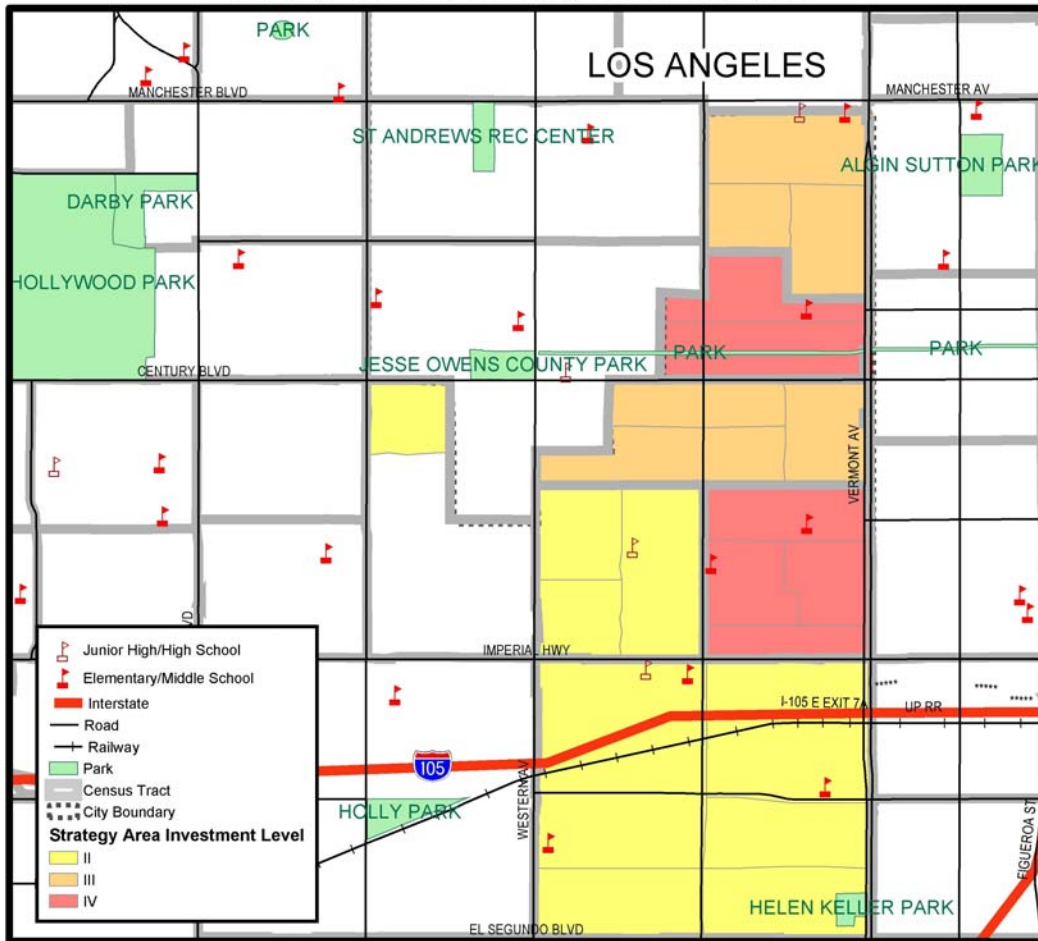 PARK
LOS ANGELES
MANCHESTER BLVD
MANCHESTER AV
ST ANDREWS REC CENTER
ALGIN SUTTON PARK
DARBY PARK
HOLLYWOOD PARK
JESSE OWENS COUNTY PARK
PARK
PARK
CENTURY BLVD
VERMONT AV
VD
IMPERIAL HWY
I-105 E EXIT 7A
UP RR
105
WESTERN AV
HOLLY PARK
FIGUEROA ST
HELEN KELLER PARK
EL SEGUNDO BLVD
Junior High/High School
Elementary/Middle School
Interstate
Road
Railway
Park
Census Tract
City Boundary
Strategy Area Investment Level
II
III
IV